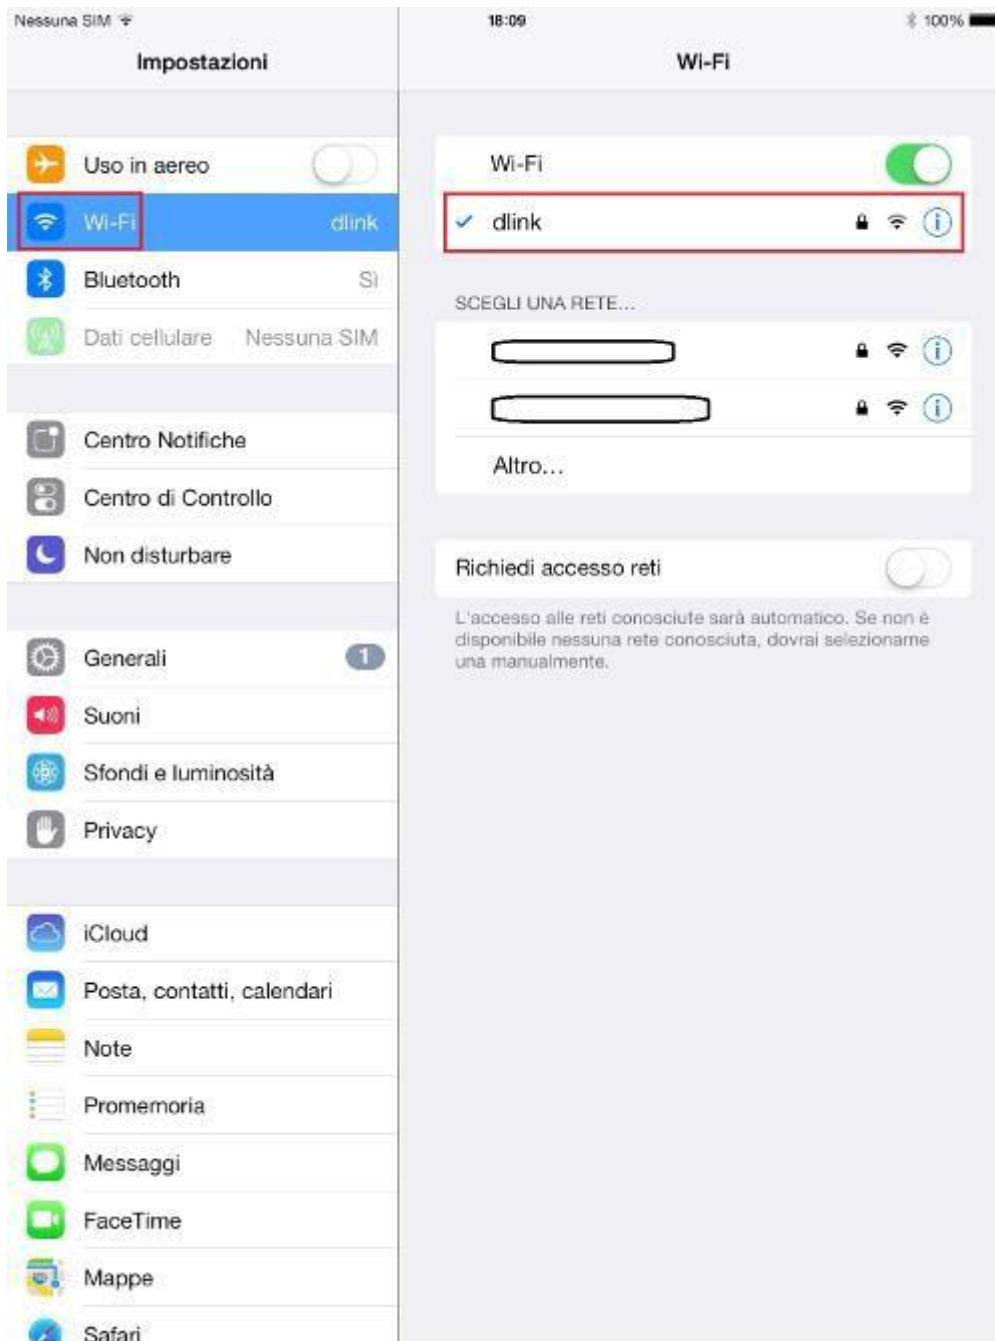 Nessuna SIM 18:09 100%
Impostazioni
Wi-Fi
Uso in aereo
Wi-Fi dlink
Bluetooth Sì
Dati cellulare Nessuna SIM
Centro Notifiche
Centro di Controllo
Non disturbare
Generali 1
Suoni
Sfondi e luminosità
Privacy
iCloud
Posta, contatti, calendari
Note
Promemoria
Messaggi
FaceTime
Mappe
Safari
Wi-Fi
dlink
SCEGLI UNA RETE...
Altro...
Richiedi accesso reti
L'accesso alle reti conosciute sarà automatico. Se non è
disponibile nessuna rete conosciuta, dovrai selezionarne
una manualmente.